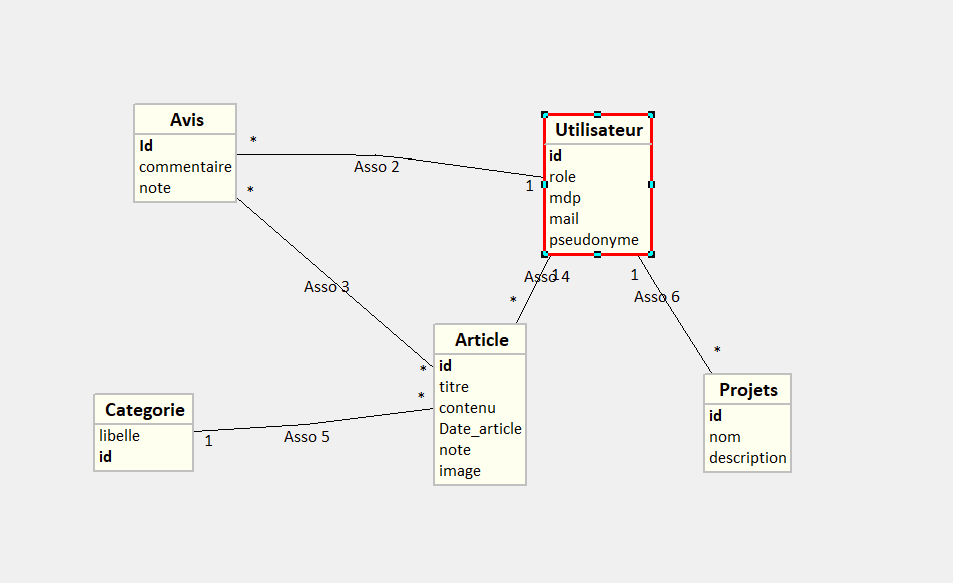 Avis
Id
commentaire
note
*
*
Asso 2
1
Utilisateur
id
role
mdp
mail
pseudonyme
Asso 3
Asso 4
1
*
1
Asso 6
*
*
*
Article
id
titre
contenu
Date_article
note
image
Categorie
libelle
id
1
Asso 5
Projets
id
nom
description